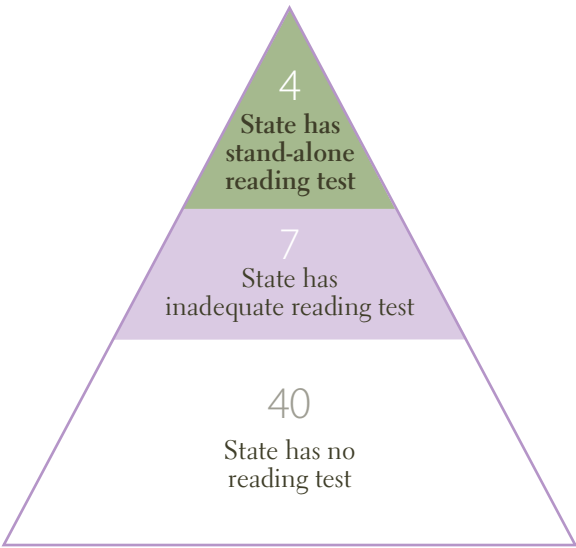 4
State has
stand-alone
reading test
7
State has
inadequate reading test
40
State has no
reading test